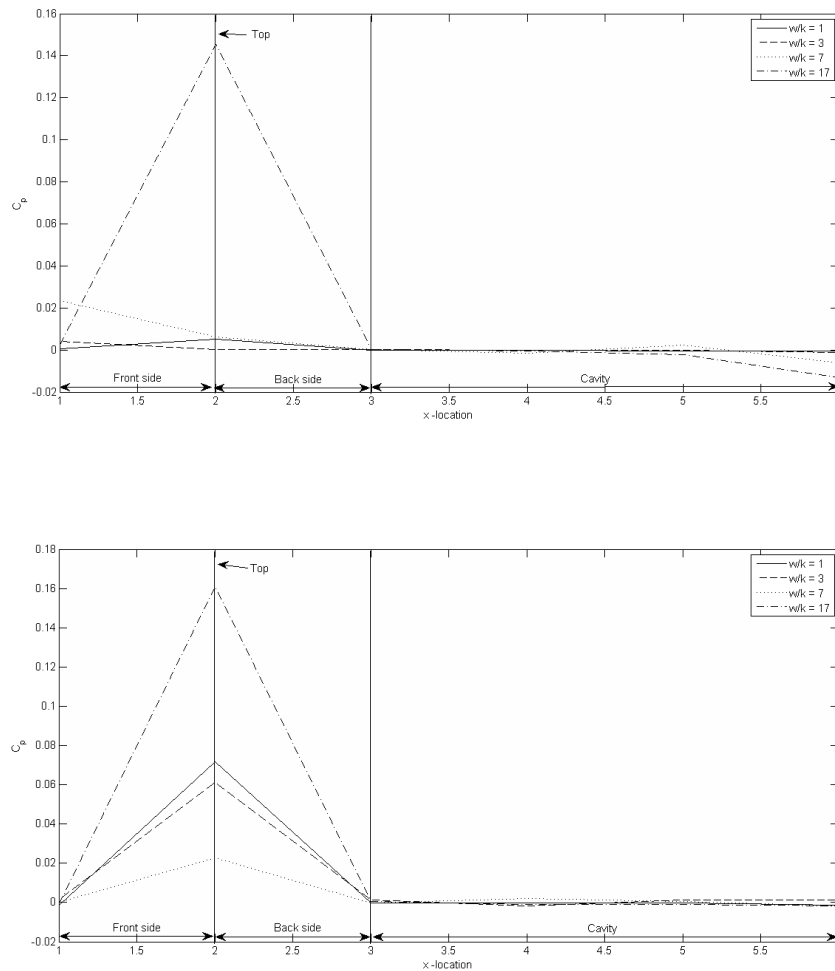 0.16
0.14
0.12
0.1
0.08
0.06
0.04
0.02
0
-0.02
C_p
Top
w/k = 1
w/k = 3
w/k = 7
w/k = 17
Front side
Back side
Cavity
1 1.5 2 2.5 3 3.5 4 4.5 5 5.5
x-location
0.18
0.16
0.14
0.12
0.1
0.08
0.06
0.04
0.02
0
-0.02
C_p
Top
w/k = 1
w/k = 3
w/k = 7
w/k = 17
Front side
Back side
Cavity
1 1.5 2 2.5 3 3.5 4 4.5 5 5.5
x-location